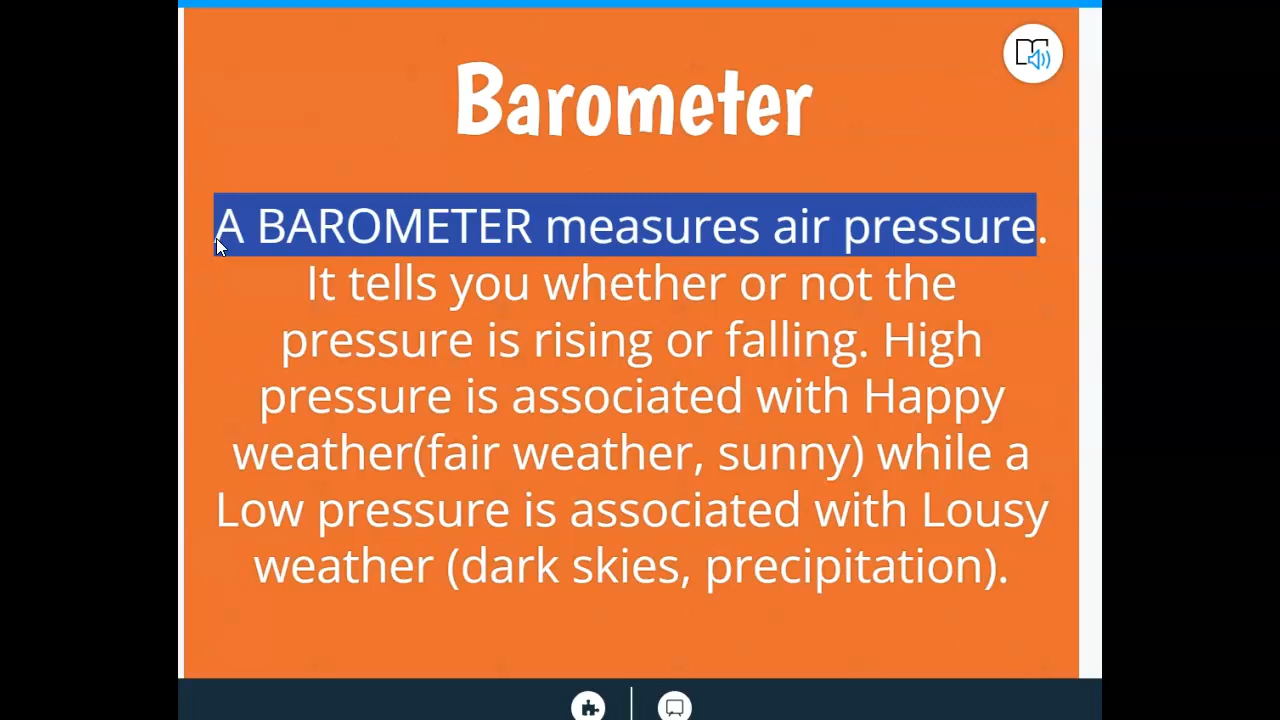 Barometer
A BAROMETER measures air pressure.
It tells you whether or not the
pressure is rising or falling. High
pressure is associated with Happy
weather(fair weather, sunny) while a
Low pressure is associated with Lousy
weather (dark skies, precipitation).